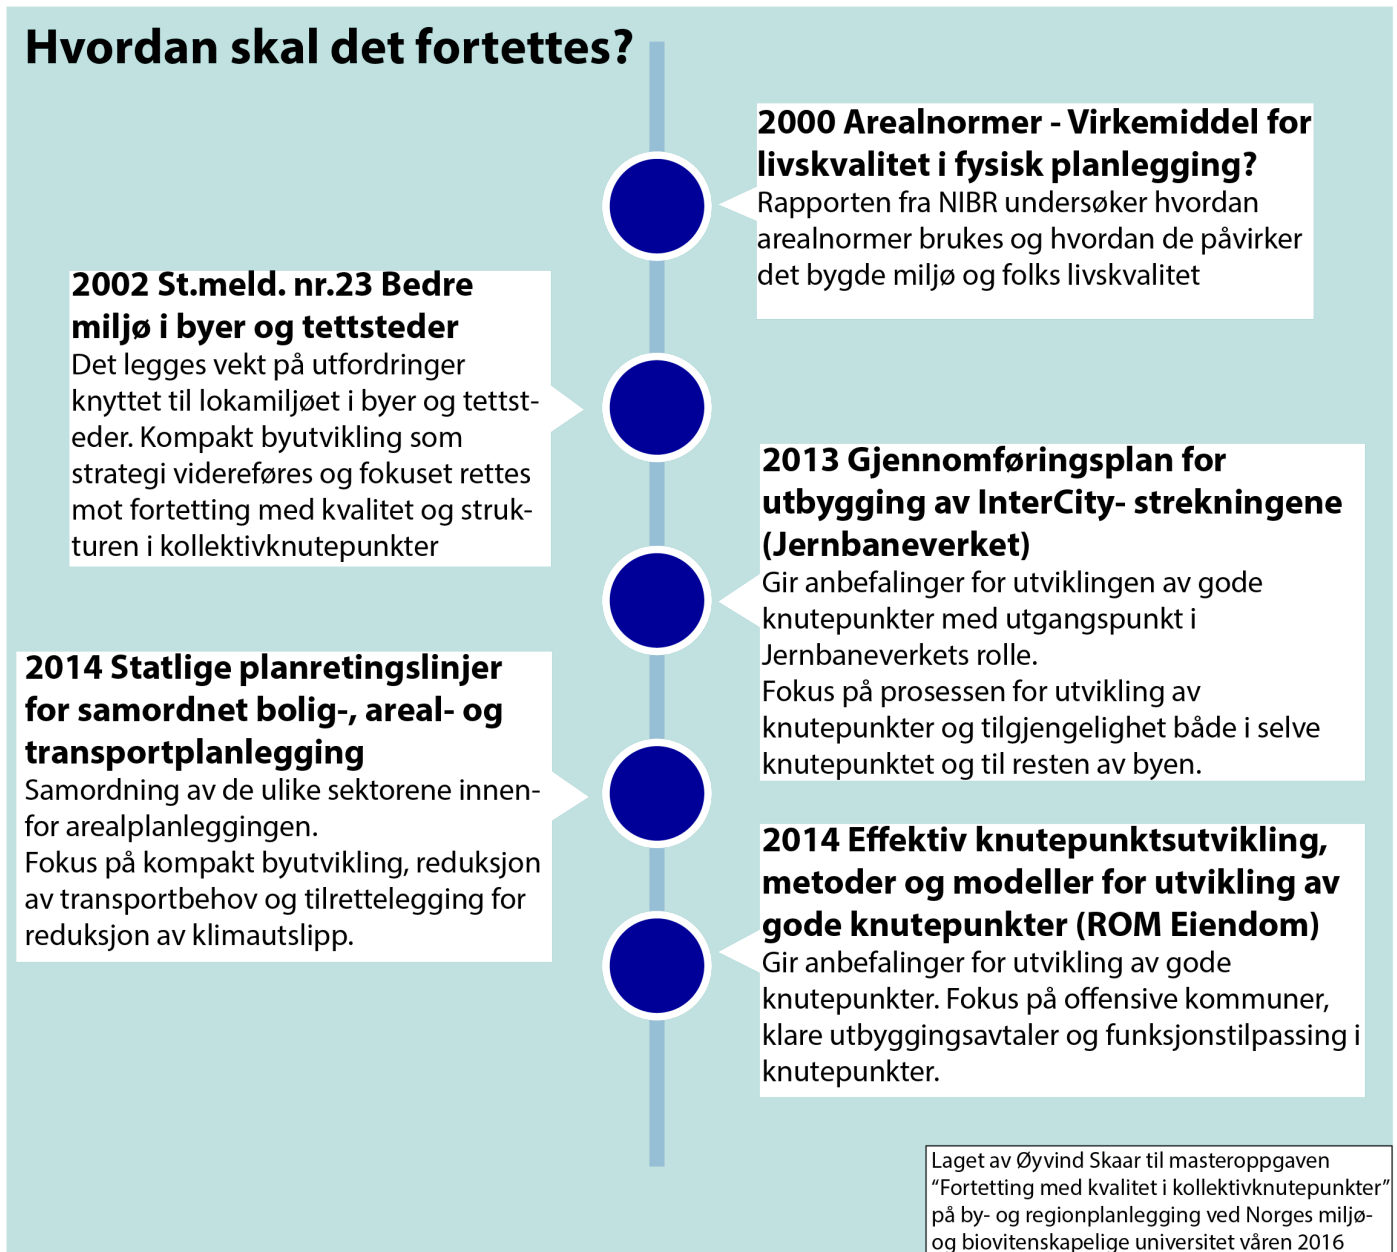 Hvordan skal det fortettes?
2000 Arealnormer - Virkemiddel for
livskvalitet i fysisk planlegging?
Rapporten fra NIBR undersøker hvordan
arealnormer brukes og hvordan de påvirker
det bygde miljø og folks livskvalitet
2002 St.meld. nr.23 Bedre
miljø i byer og tettsteder
Det legges vekt på utfordringer
knyttet til lokamiljøet i byer og tettst-
eder. Kompakt byutvikling som
strategi videreføres og fokuset rettes
mot fortetting med kvalitet og struk-
turen i kollektivknutepunkter
2013 Gjennomføringsplan for
utbygging av InterCity- strekningene
(Jernbaneverket)
Gir anbefalinger for utviklingen av gode
knutepunkter med utgangspunkt i
Jernbaneverkets rolle.
Fokus på prosessen for utvikling av
knutepunkter og tilgjengelighet både i selve
knutepunktet og til resten av byen.
2014 Statlige planretingslinjer
for samordnet bolig-, areal- og
transportplanlegging
Samordning av de ulike sektorene innen-
for arealplanleggingen.
Fokus på kompakt byutvikling, reduksjon
av transportbehov og tilrettelegging for
reduksjon av klimautslipp.
2014 Effektiv knutepunktsutvikling,
metoder og modeller for utvikling av
gode knutepunkter (ROM Eiendom)
Gir anbefalinger for utvikling av gode
knutepunkter. Fokus på offensive kommuner,
klare utbyggingsavtaler og funksjonstilpassing i
knutepunkter.
Laget av Øyvind Skaar til masteroppgaven
“Fortetting med kvalitet i kollektivknutepunkter”
på by- og regionplanlegging ved Norges miljø-
og biovitenskapelige universitet våren 2016